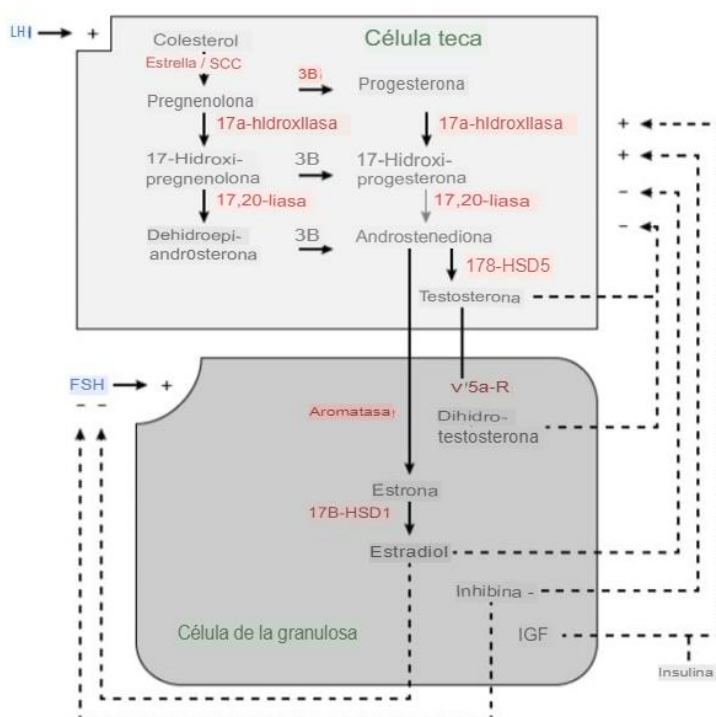 LH
+
Célula teca
Colesterol
Estrella / SCC
3B
Pregnenolona
Progesterona
17a-hIdroxIlasa
17a-hIdroxIlasa
17-Hidroxi-
pregnenolona
3B
17-Hidroxi-
progesterona
17,20-liasa
17,20-liasa
Dehidroepi-
androsterona
3B
Androstenediona
178-HSD5
Testosterona
+
+
−
−
FSH
+
− −
5a-R
Aromatasa
Dihidro-
testosterona
Estrona
17B-HSD1
Estradiol
Inhibina -
Célula de la granulosa
IGF
Insulina